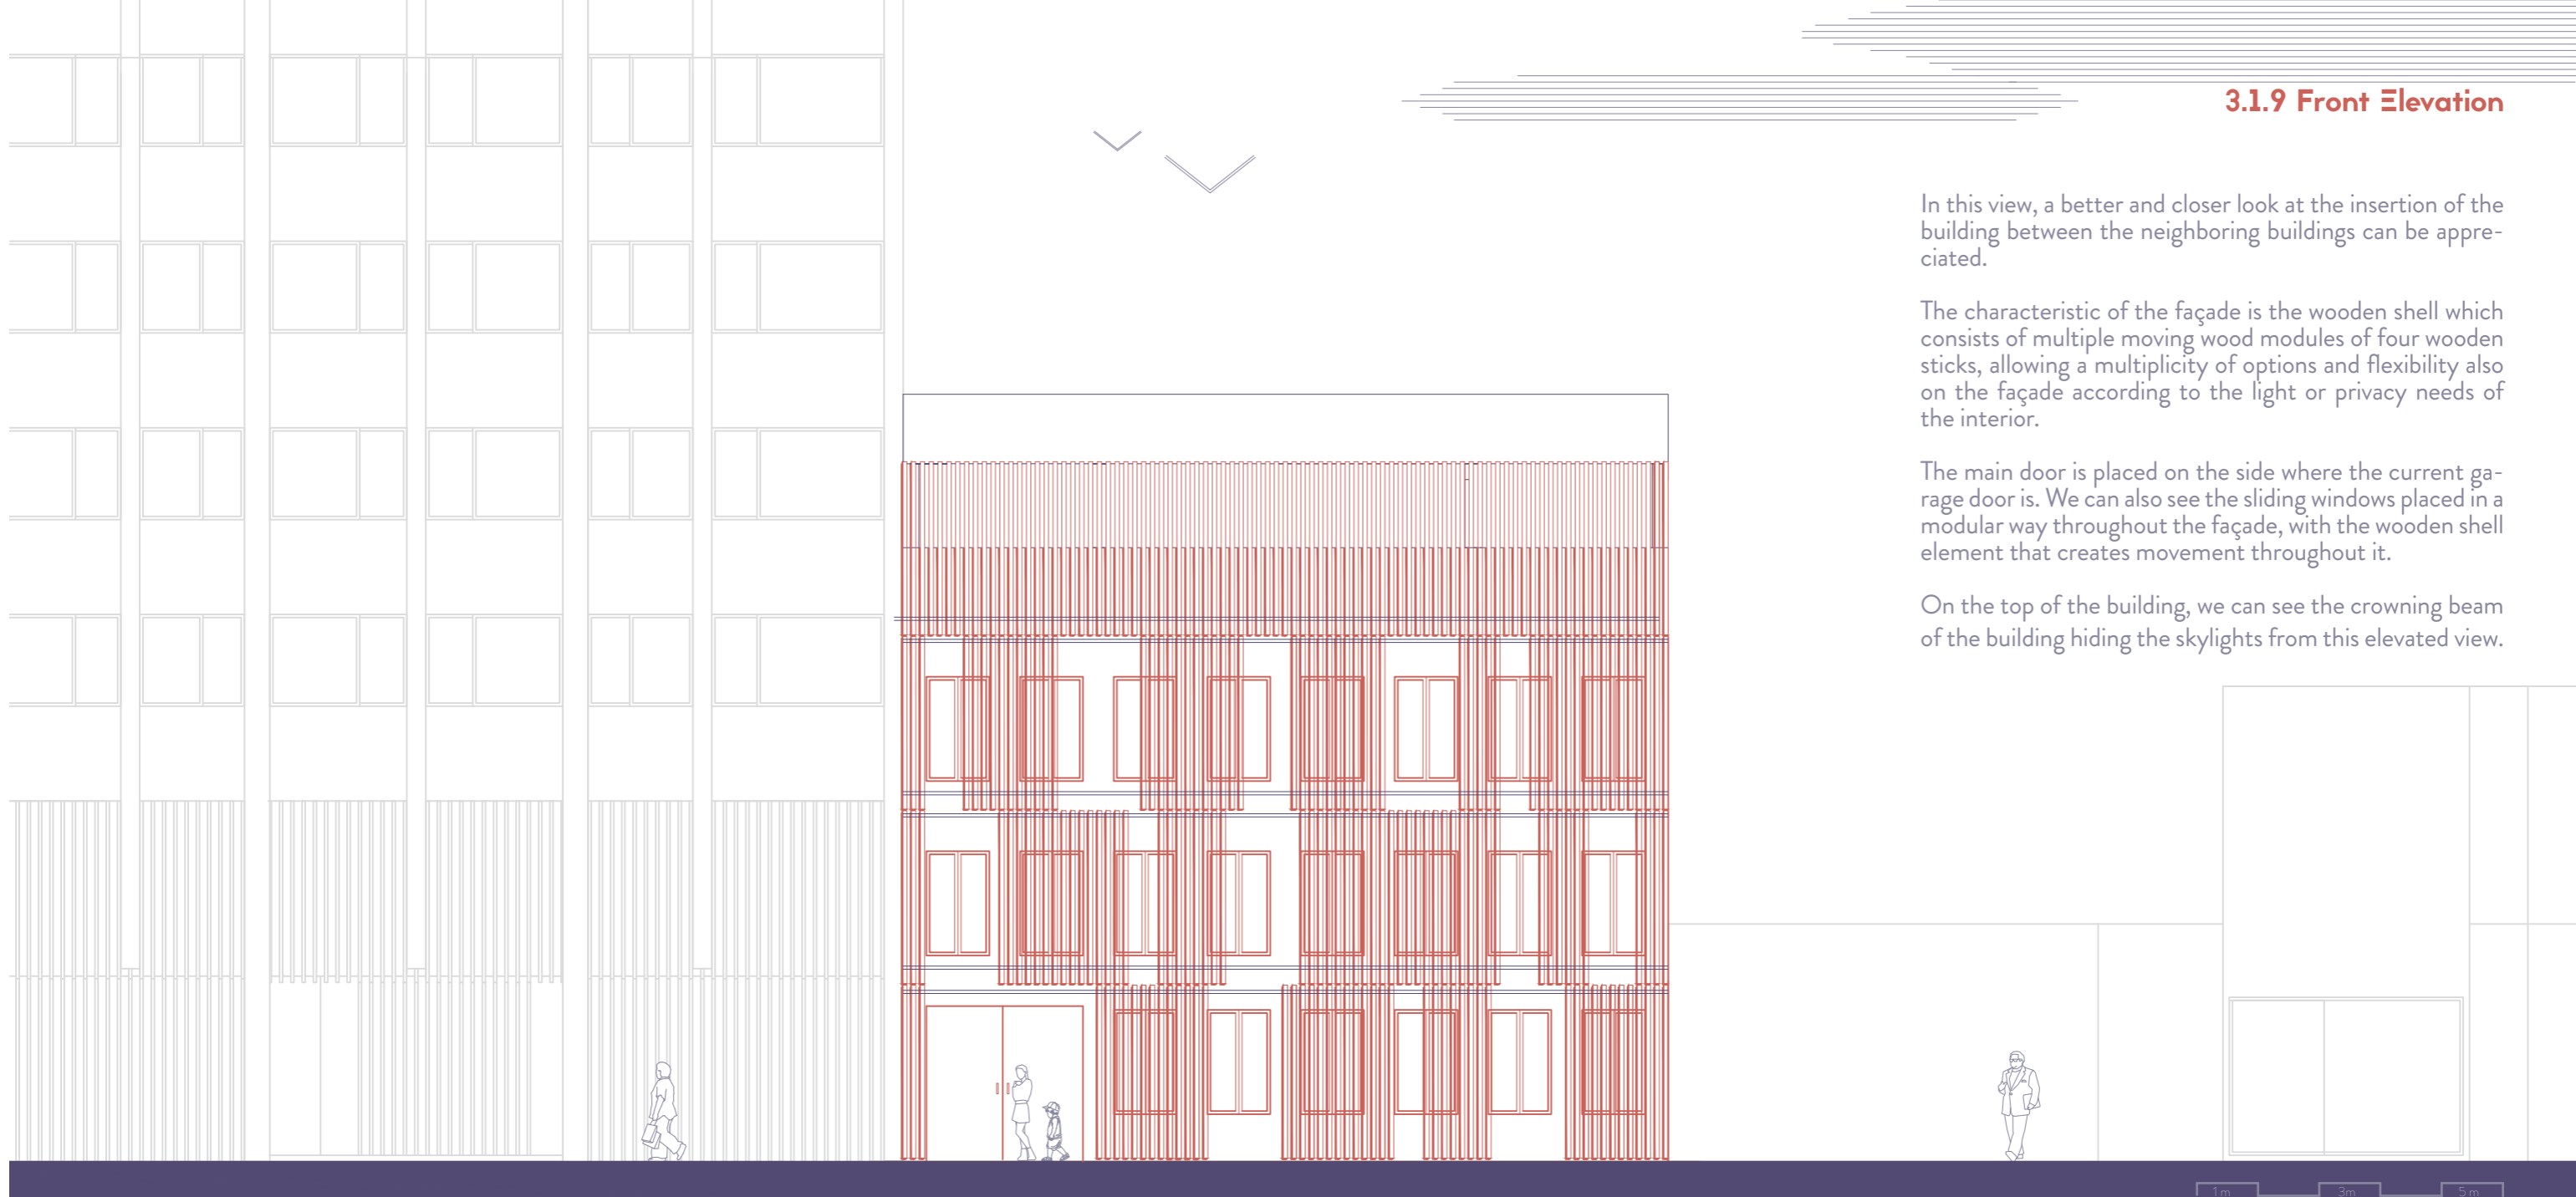 3.1.9 Front Elevation
In this view, a better and closer look at the insertion of the
building between the neighboring buildings can be appre-
ciated.
The characteristic of the façade is the wooden shell which
consists of multiple moving wood modules of four wooden
sticks, allowing a multiplicity of options and flexibility also
on the façade according to the light or privacy needs of
the interior.
The main door is placed on the side where the current ga-
rage door is. We can also see the sliding windows placed in a
modular way throughout the façade, with the wooden shell
element that creates movement throughout it.
On the top of the building, we can see the crowning beam
of the building hiding the skylights from this elevated view.
1m 3m 5m